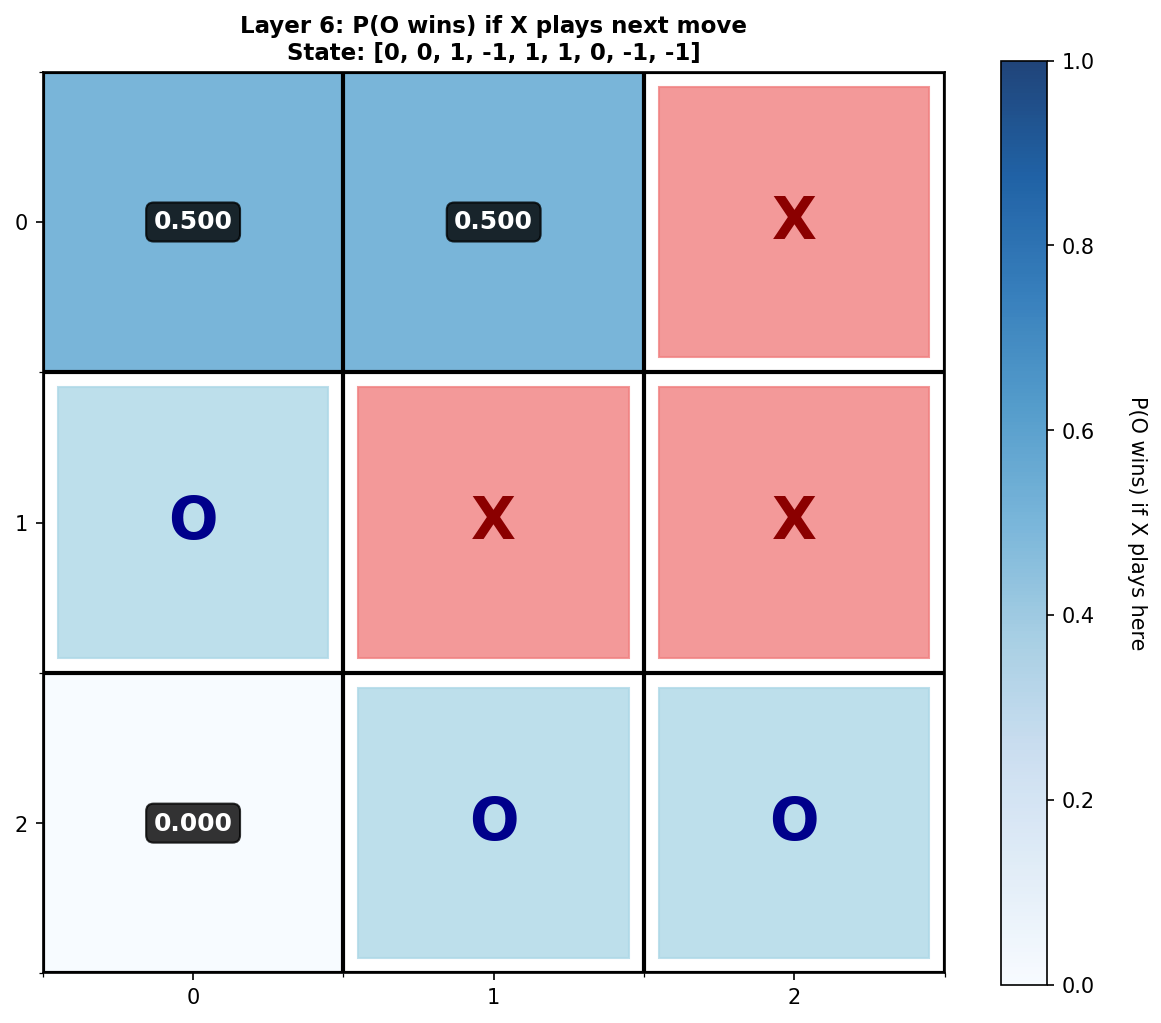 Layer 6: P(O wins) if X plays next move
State: [0, 0, 1, -1, 1, 1, 0, -1, -1]
0.500 0.500 X
O X X
0.000 O O
0
1
2
0 1 2
1.0
0.8
0.6
0.4
0.2
0.0
P(O wins) if X plays here